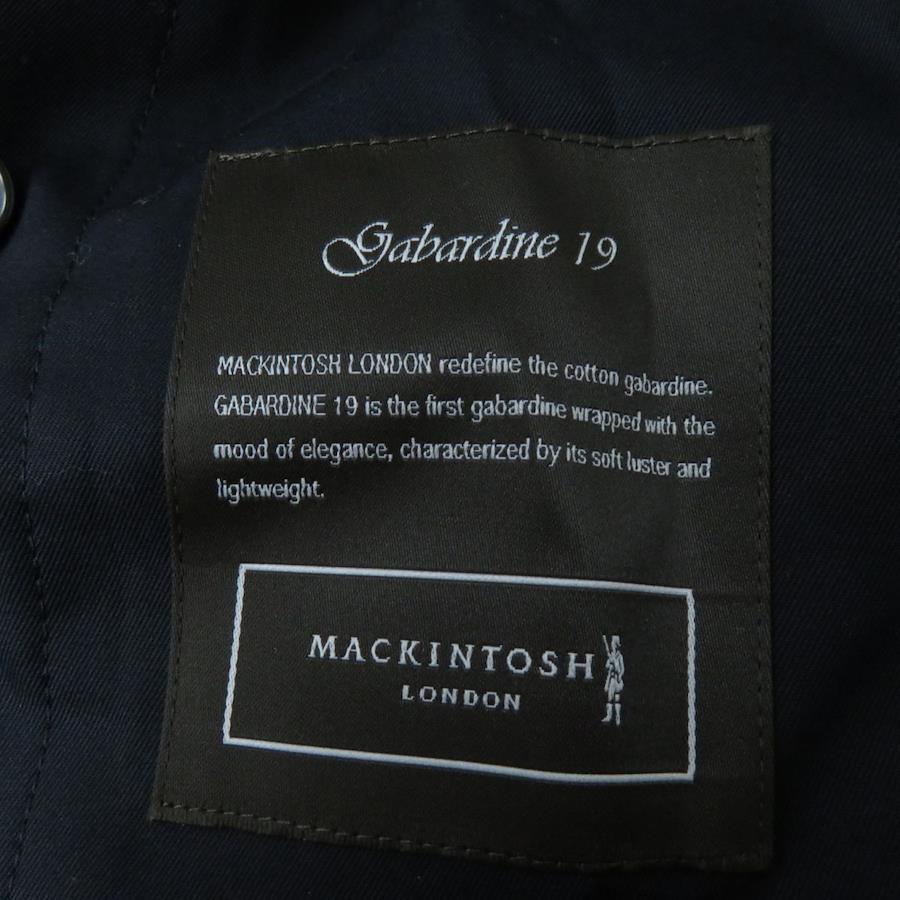 Gabardine 19
MACKINTOSH LONDON redefine the cotton gabardine.
GABARDINE 19 is the first gabardine wrapped with the
mood of elegance, characterized by its soft luster and
lightweight.
MACKINTOSH
LONDON